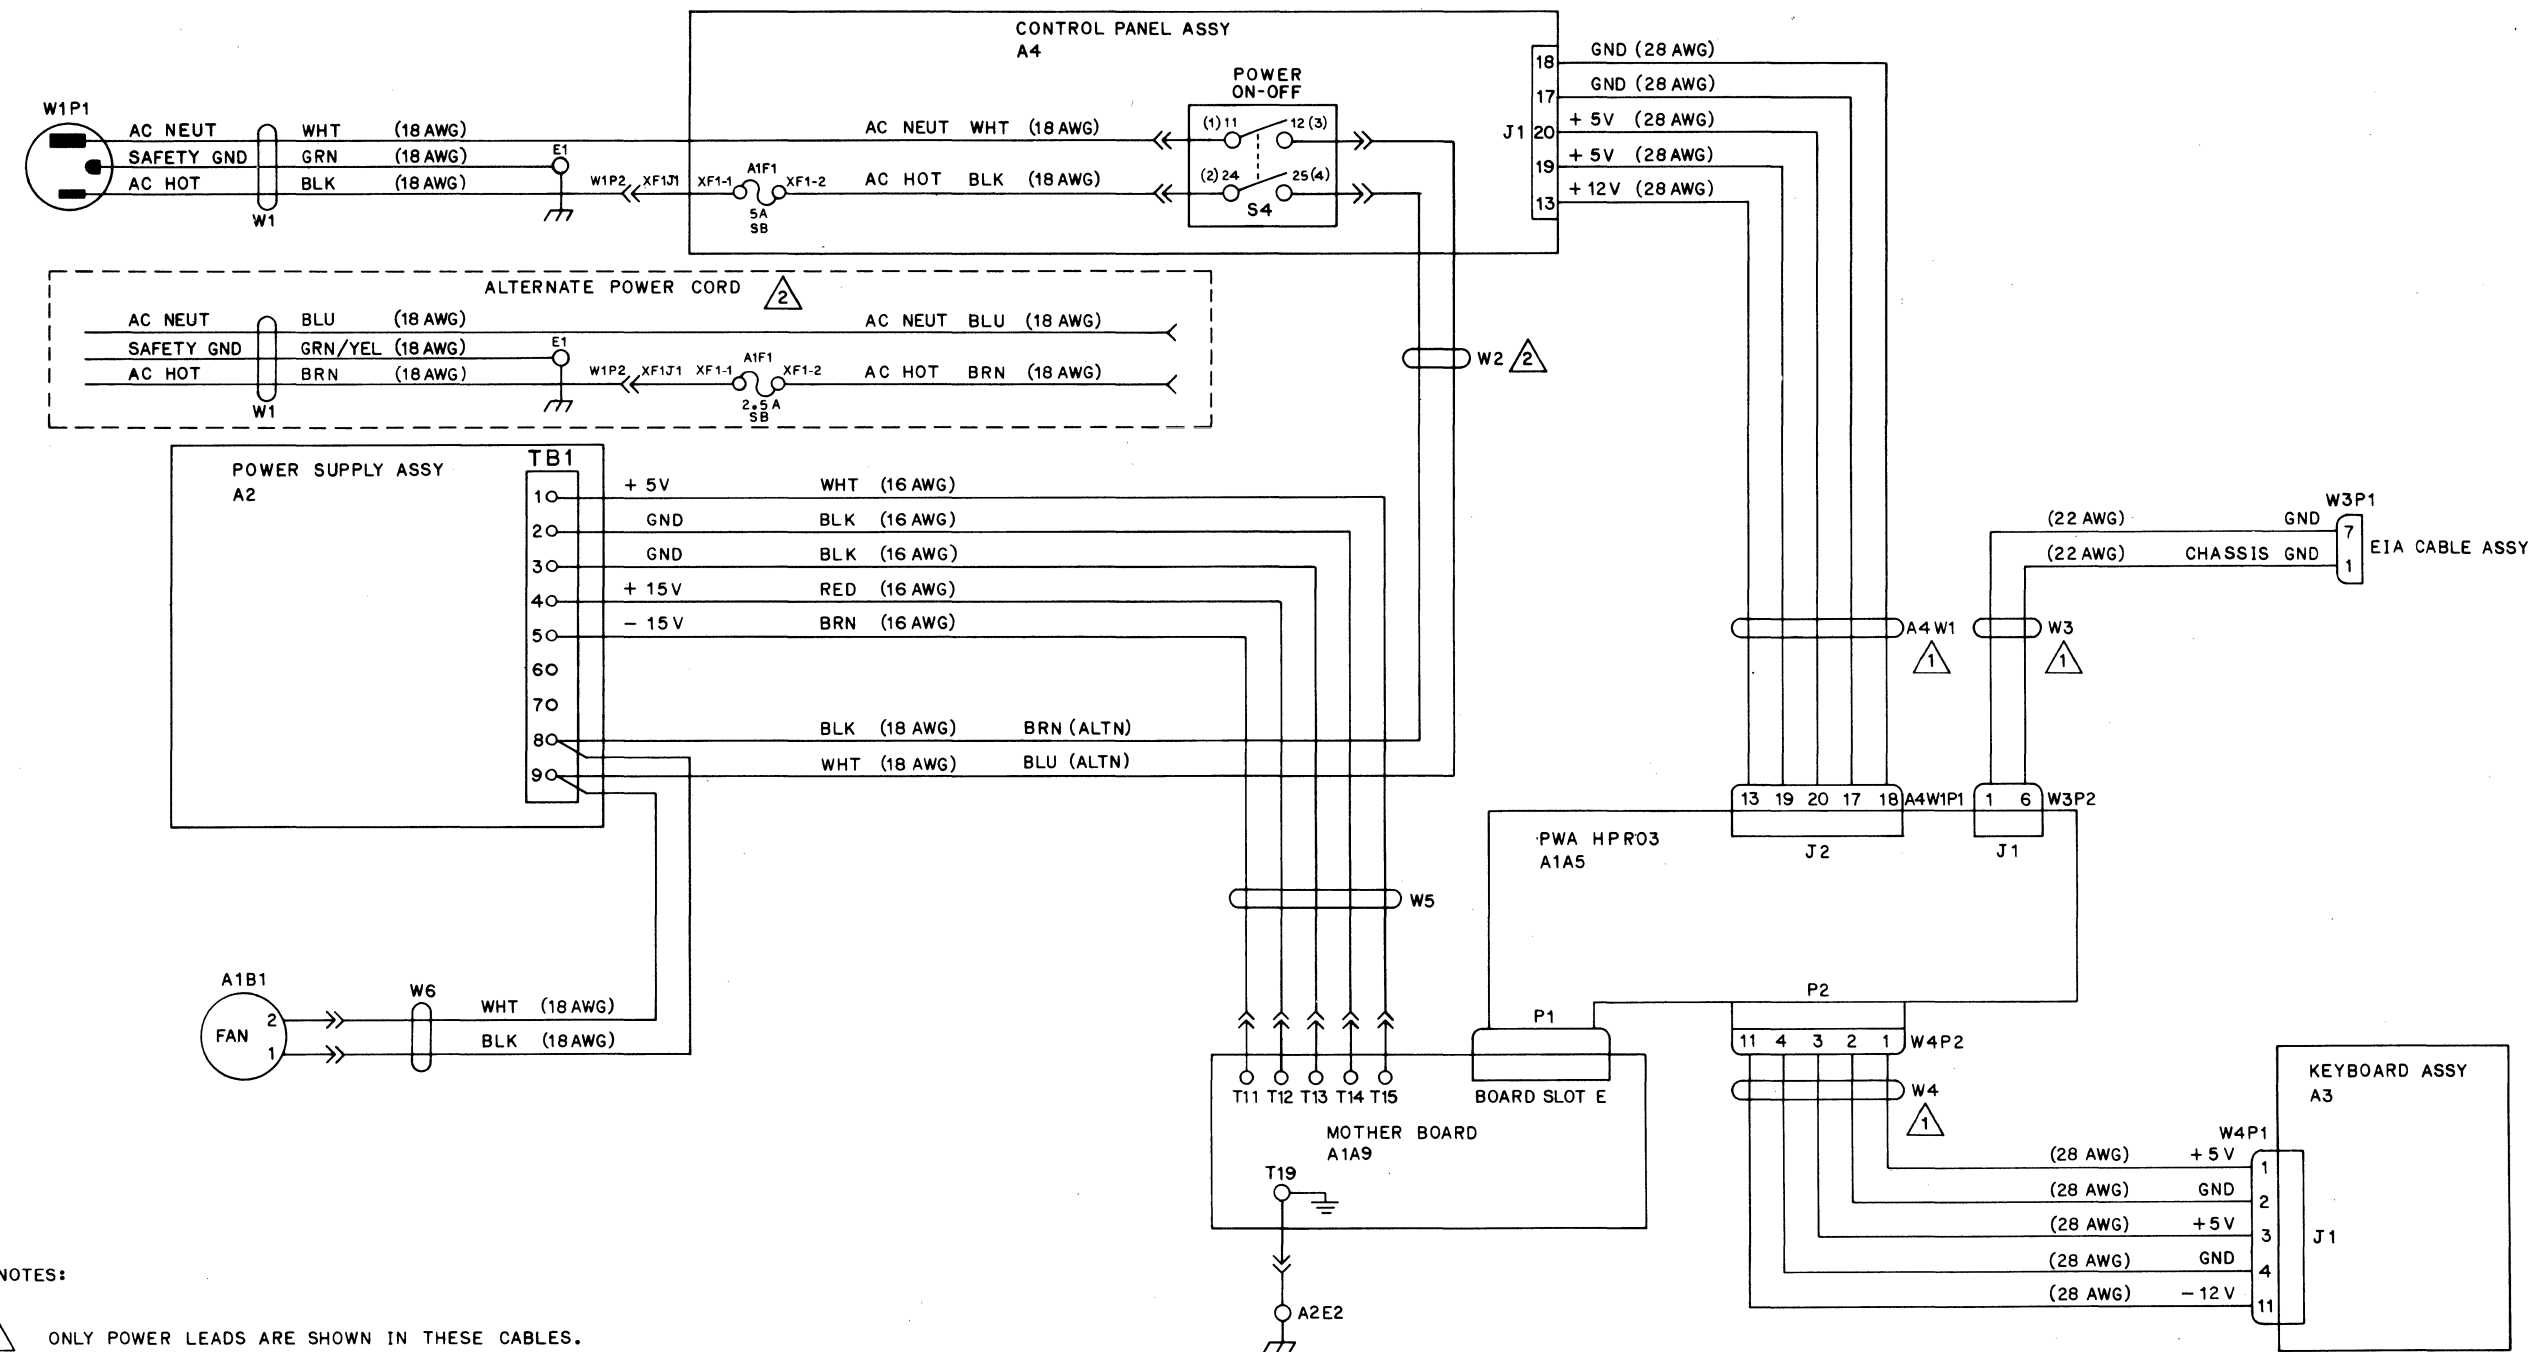 CONTROL PANEL ASSY
A4
POWER
ON-OFF
W1P1
AC NEUT WHT (18 AWG) AC NEUT WHT (18 AWG) (1) 11 12 (3)
SAFETY GND GRN (18 AWG) E1
AC HOT BLK (18 AWG) W1P2 XF1J1 XF1-1 A1F1 XF1-2 AC HOT BLK (18 AWG) (2) 24 25 (4)
5A
SB
S4
W1
J1
18 GND (28 AWG)
17 GND (28 AWG)
20 + 5V (28 AWG)
19 + 5V (28 AWG)
13 + 12V (28 AWG)
ALTERNATE POWER CORD 2
AC NEUT BLU (18 AWG) AC NEUT BLU (18 AWG)
SAFETY GND GRN/YEL (18 AWG) E1
AC HOT BRN (18 AWG) W1P2 XF1J1 XF1-1 A1F1 XF1-2 AC HOT BRN (18 AWG)
2.5 A
SB
W1
W2 2
POWER SUPPLY ASSY
A2
TB1
1 + 5V WHT (16 AWG)
2 GND BLK (16 AWG)
3 GND BLK (16 AWG)
4 + 15V RED (16 AWG)
5 - 15V BRN (16 AWG)
6
7
8 BLK (18 AWG) BRN (ALTN)
9 WHT (18 AWG) BLU (ALTN)
W3P1
(22 AWG) GND 7
(22 AWG) CHASSIS GND 1
EIA CABLE ASSY
A4W1
1
W3
1
13 19 20 17 18 A4W1P1 1 6 W3P2
J2 J1
PWA HPRO3
A1A5
W5
A1B1
FAN
2 WHT (18 AWG)
1 BLK (18 AWG)
W6
P1
P2
11 4 3 2 1 W4P2
W4
1
T11 T12 T13 T14 T15 BOARD SLOT E
MOTHER BOARD
A1A9
T19
A2E2
KEYBOARD ASSY
A3
W4P1
(28 AWG) +5V 1
(28 AWG) GND 2
(28 AWG) +5V 3
(28 AWG) GND 4
(28 AWG) - 12V 11
J1
NOTES:
ONLY POWER LEADS ARE SHOWN IN THESE CABLES.